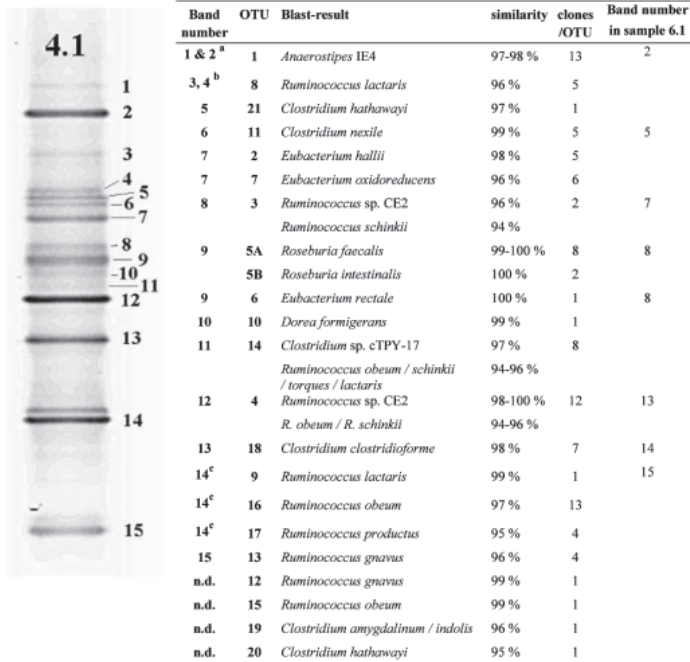 4.1
1
2
3
4
5
6
7
8
9
10
11
12
13
14
15
Band number OTU Blast-result similarity clones /OTU Band number in sample 6.1
1 & 2 a 1 Anaerostipes IE4 97-98 % 13 2
3, 4 b 8 Ruminococcus lactaris 96 % 5
5 21 Clostridium hathawayi 97 % 1
6 11 Clostridium nexile 99 % 5 5
7 2 Eubacterium hallii 98 % 5
7 7 Eubacterium oxidoreducens 96 % 6
8 3 Ruminococcus sp. CE2 96 % 2 7
Ruminococcus schinkii 94 %
9 5A Roseburia faecalis 99-100 % 8 8
5B Roseburia intestinalis 100 % 2
9 6 Eubacterium rectale 100 % 1 8
10 10 Dorea formigerans 99 % 1
11 14 Clostridium sp. cTPY-17 97 % 8
Ruminococcus obeum / schinkii 94-96 %
/ torques / lactaris
12 4 Ruminococcus sp. CE2 98-100 % 12 13
R. obeum / R. schinkii 94-96 %
13 18 Clostridium clostridioforme 98 % 7 14
14 c 9 Ruminococcus lactaris 99 % 1 15
14 c 16 Ruminococcus obeum 97 % 13
14 c 17 Ruminococcus productus 95 % 4
15 13 Ruminococcus gnavus 96 % 4
n.d. 12 Ruminococcus gnavus 99 % 1
n.d. 15 Ruminococcus obeum 99 % 1
n.d. 19 Clostridium amygdalinum / indolis 96 % 1
n.d. 20 Clostridium hathawayi 95 % 1